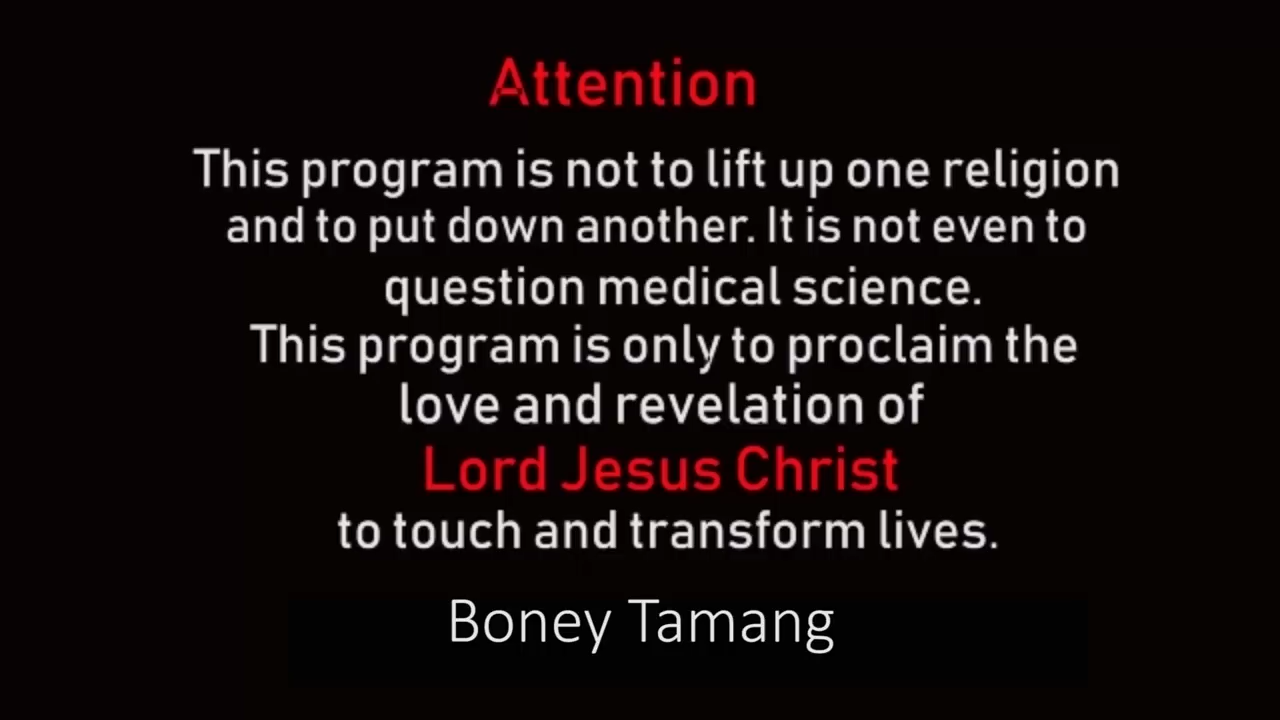 Attention
This program is not to lift up one religion
and to put down another. It is not even to
question medical science.
This program is only to proclaim the
love and revelation of
Lord Jesus Christ
to touch and transform lives.
Boney Tamang